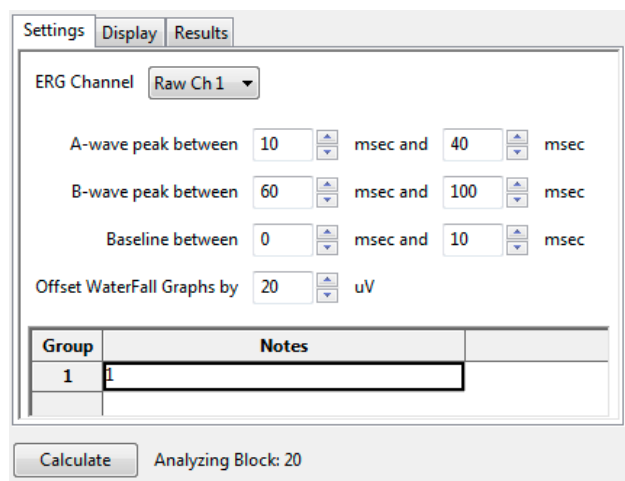 Settings Display Results
ERG Channel Raw Ch 1
A-wave peak between 10 msec and 40 msec
B-wave peak between 60 msec and 100 msec
Baseline between 0 msec and 10 msec
Offset WaterFall Graphs by 20 uV
Group Notes
1 1
Calculate Analyzing Block: 20